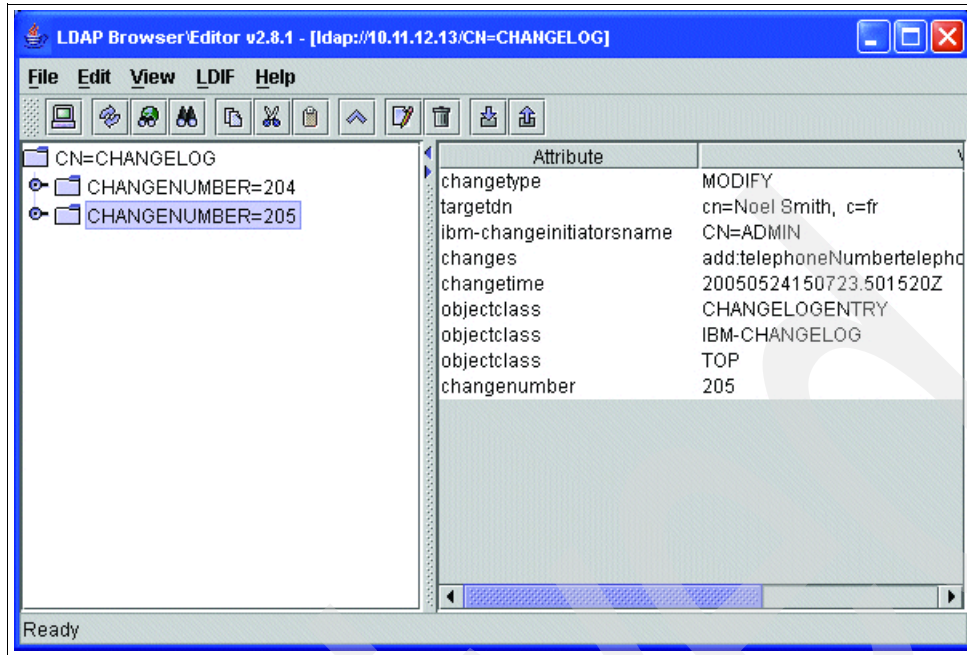 LDAP Browser\Editor v2.8.1 - [ldap://10.11.12.13/CN=CHANGELOG]
File Edit View LDIF Help
CN=CHANGELOG
CHANGENUMBER=204
CHANGENUMBER=205
Attribute
changetype MODIFY
targetdn cn=Noel Smith, c=fr
ibm-changeinitiatorsname CN=ADMIN
changes add:telephoneNumbertelepho
changetime 20050524150723.501520Z
objectclass CHANGELOGENTRY
objectclass IBM-CHANGELOG
objectclass TOP
changenumber 205
Ready